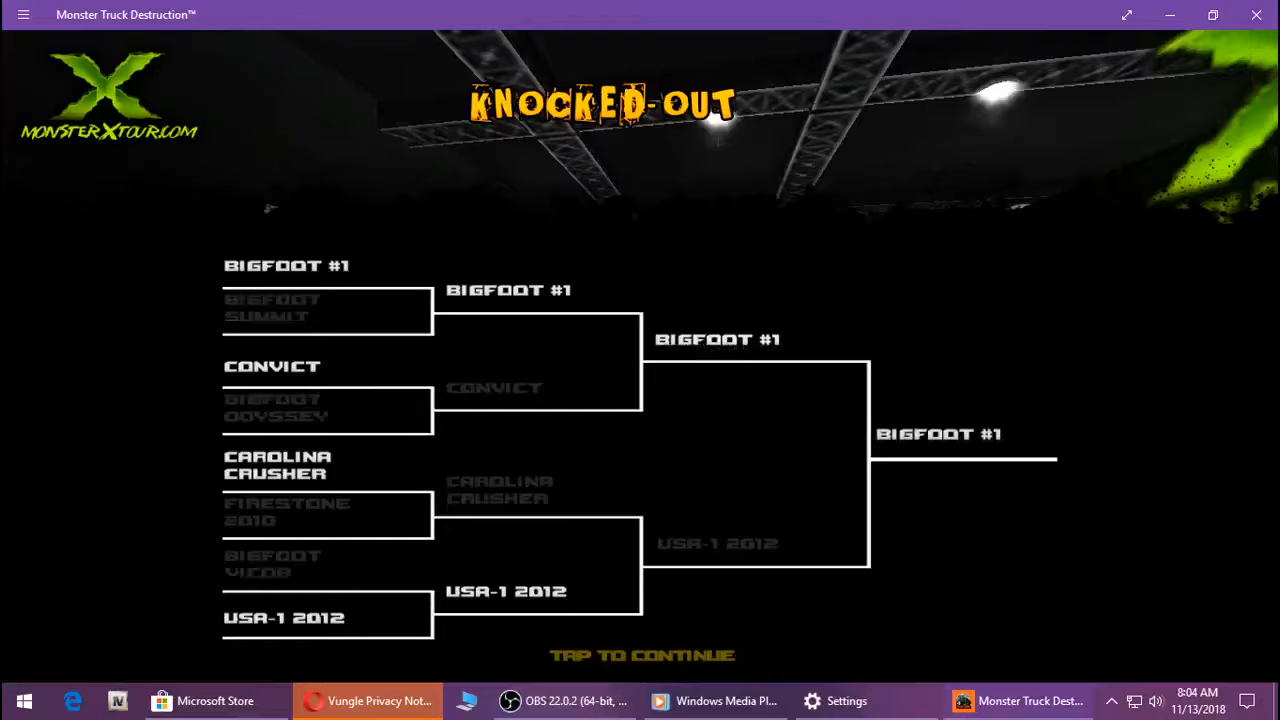 Monster Truck Destruction™
X
MONSTERXTOUR.COM
KNOCKED-OUT
BIGFOOT #1
BIGFOOT
SUMMIT
CONVICT
BIGFOOT
ODYSSEY
CAROLINA
CRUSHER
FIRESTONE
2010
BIGFOOT
VICOB
USA-1 2012
BIGFOOT #1
CONVICT
CAROLINA
CRUSHER
USA-1 2012
BIGFOOT #1
USA-1 2012
BIGFOOT #1
TAP TO CONTINUE
Microsoft Store
Vungle Privacy Not...
OBS 22.0.2 (64-bit, ...
Windows Media Pl...
Settings
Monster Truck Dest...
8:04 AM
11/13/2018